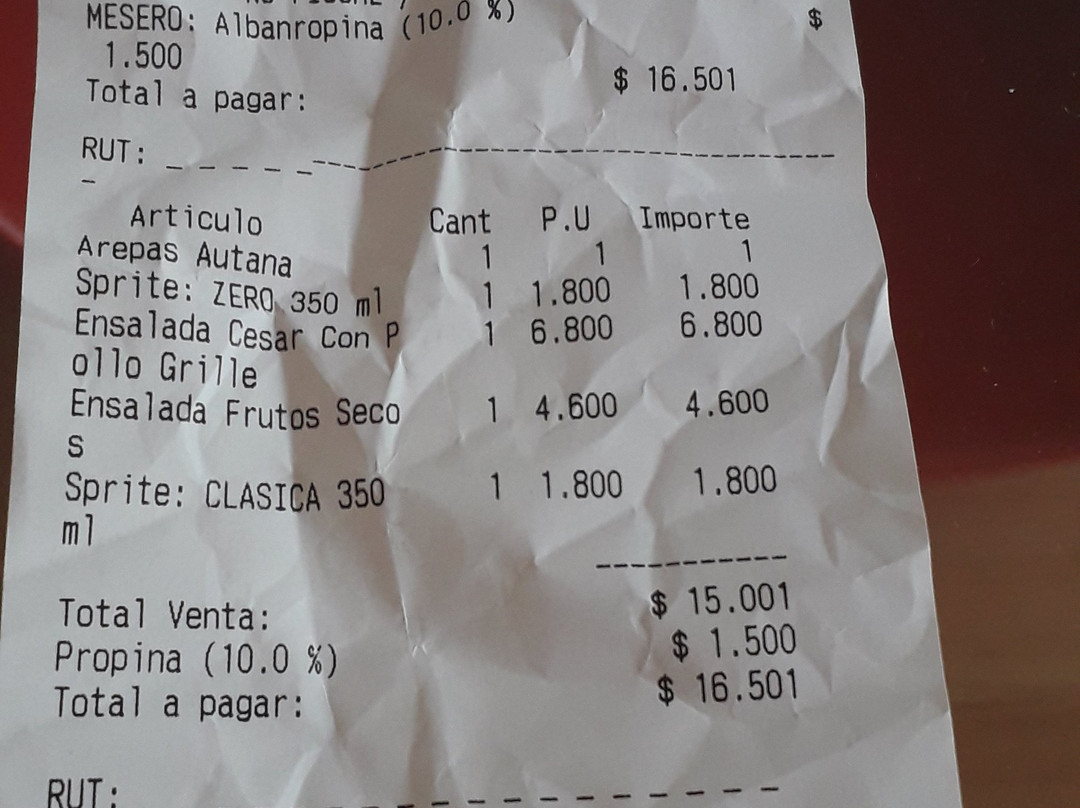 MESERO: Albanropina (10.0 %) $
1.500
Total a pagar: $ 16.501
RUT: _ _ _ _ _ --------------------------------
_
Articulo Cant P.U Importe
Arepas Autana 1 1 1
Sprite: ZERO 350 ml 1 1.800 1.800
Ensalada Cesar Con P 1 6.800 6.800
ollo Grille
Ensalada Frutos Seco 1 4.600 4.600
s
Sprite: CLASICA 350 1 1.800 1.800
ml
-----------
Total Venta: $ 15.001
Propina (10.0 %) $ 1.500
Total a pagar: $ 16.501
RUT: _ _ _ _ _ _ _ _ _ _ _ _